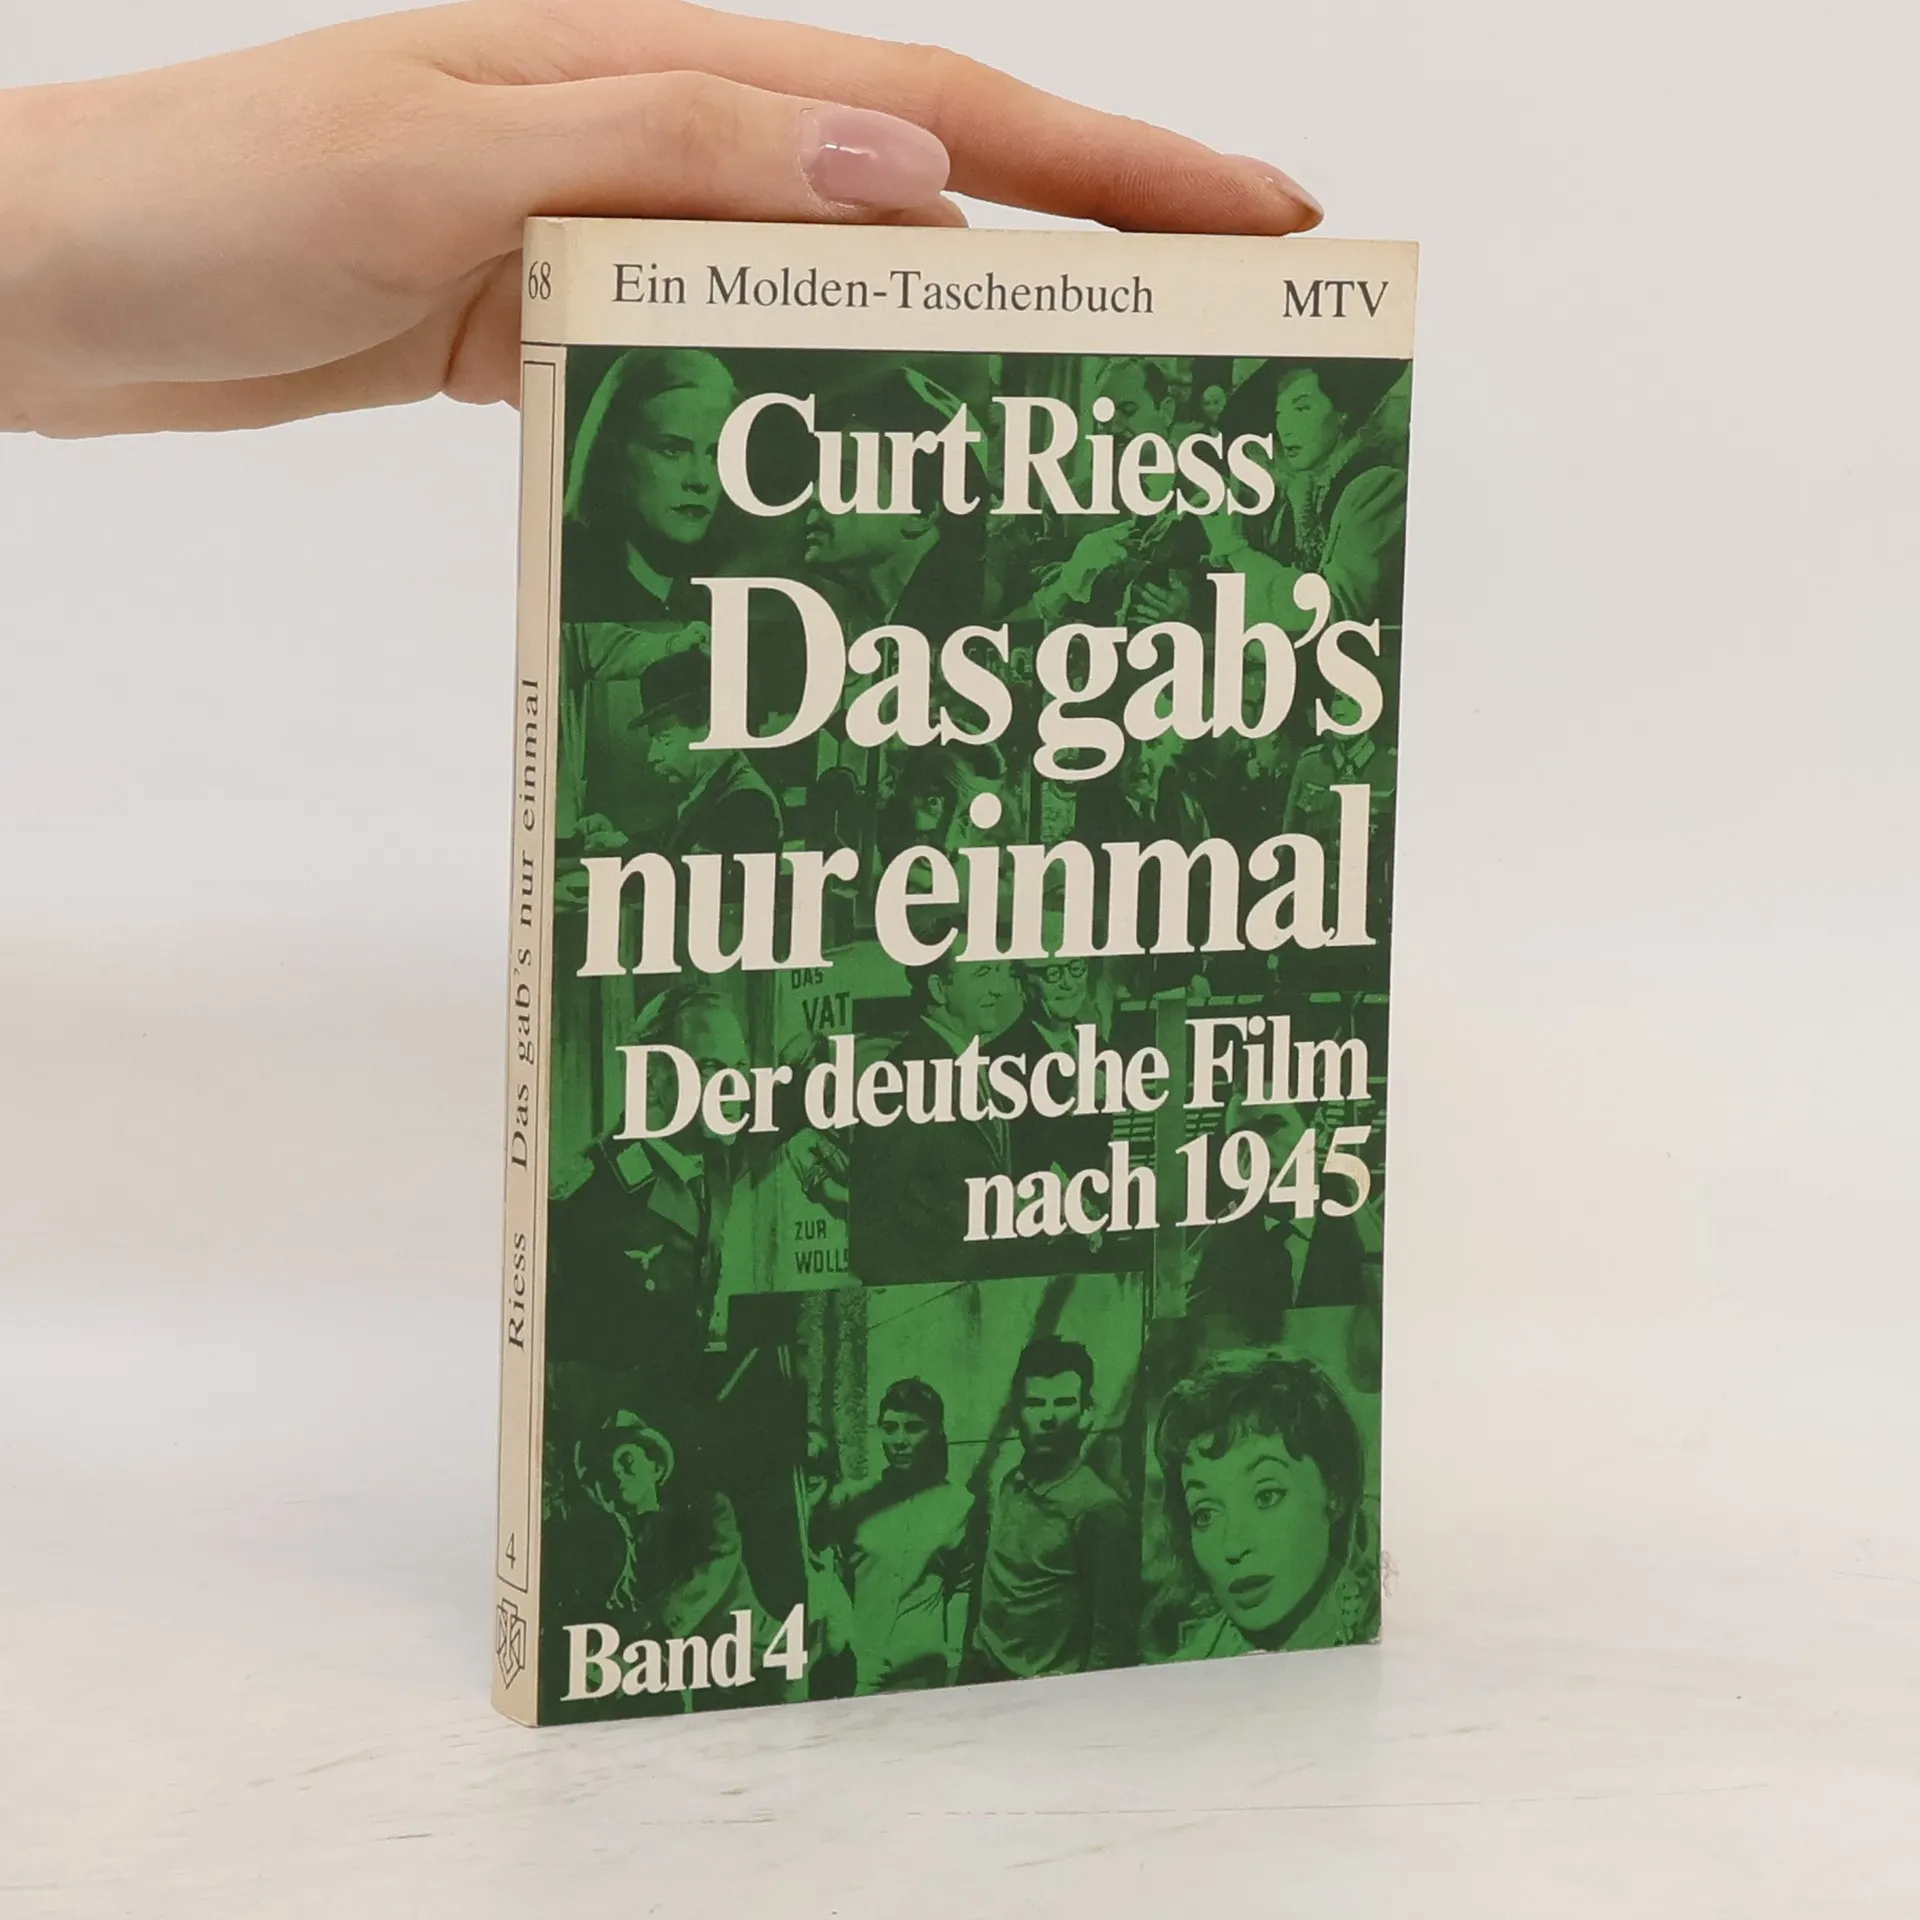 68
Ein Molden-Taschenbuch MTV
Curt Riess
Das gab's
nur einmal
DAS
VAT
Der deutsche Film
nach 1945
ZUR
WOLLS
Band 4
Riess Das gab's nur einmal
4